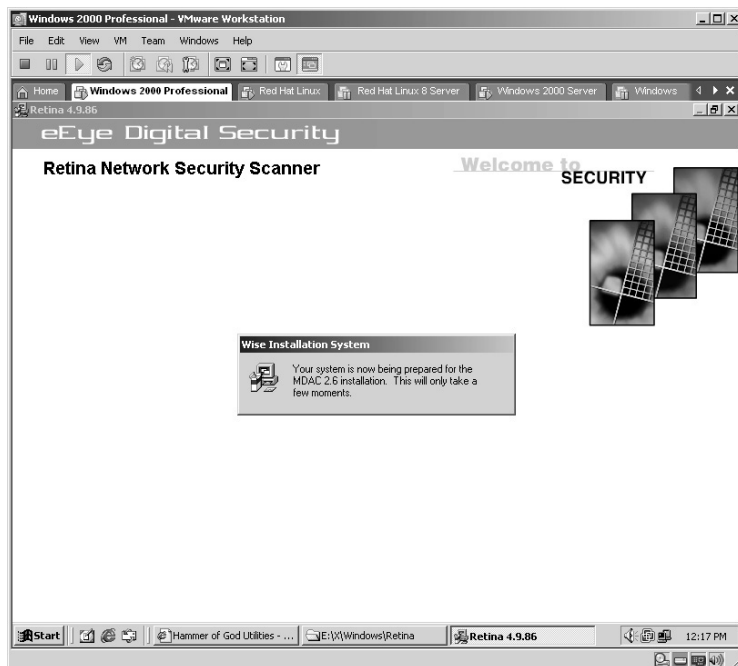 Windows 2000 Professional - VMware Workstation
File Edit View VM Team Windows Help
Home Windows 2000 Professional Red Hat Linux Red Hat Linux 8 Server Windows 2000 Server Windows
Retina 4.9.86
eEye Digital Security
Retina Network Security Scanner
Welcome to
SECURITY
Wise Installation System
Your system is now being prepared for the
MDAC 2.6 installation. This will only take a
few moments.
Start Hammer of God Utilities - ... E:\X\Windows\Retina Retina 4.9.86 12:17 PM